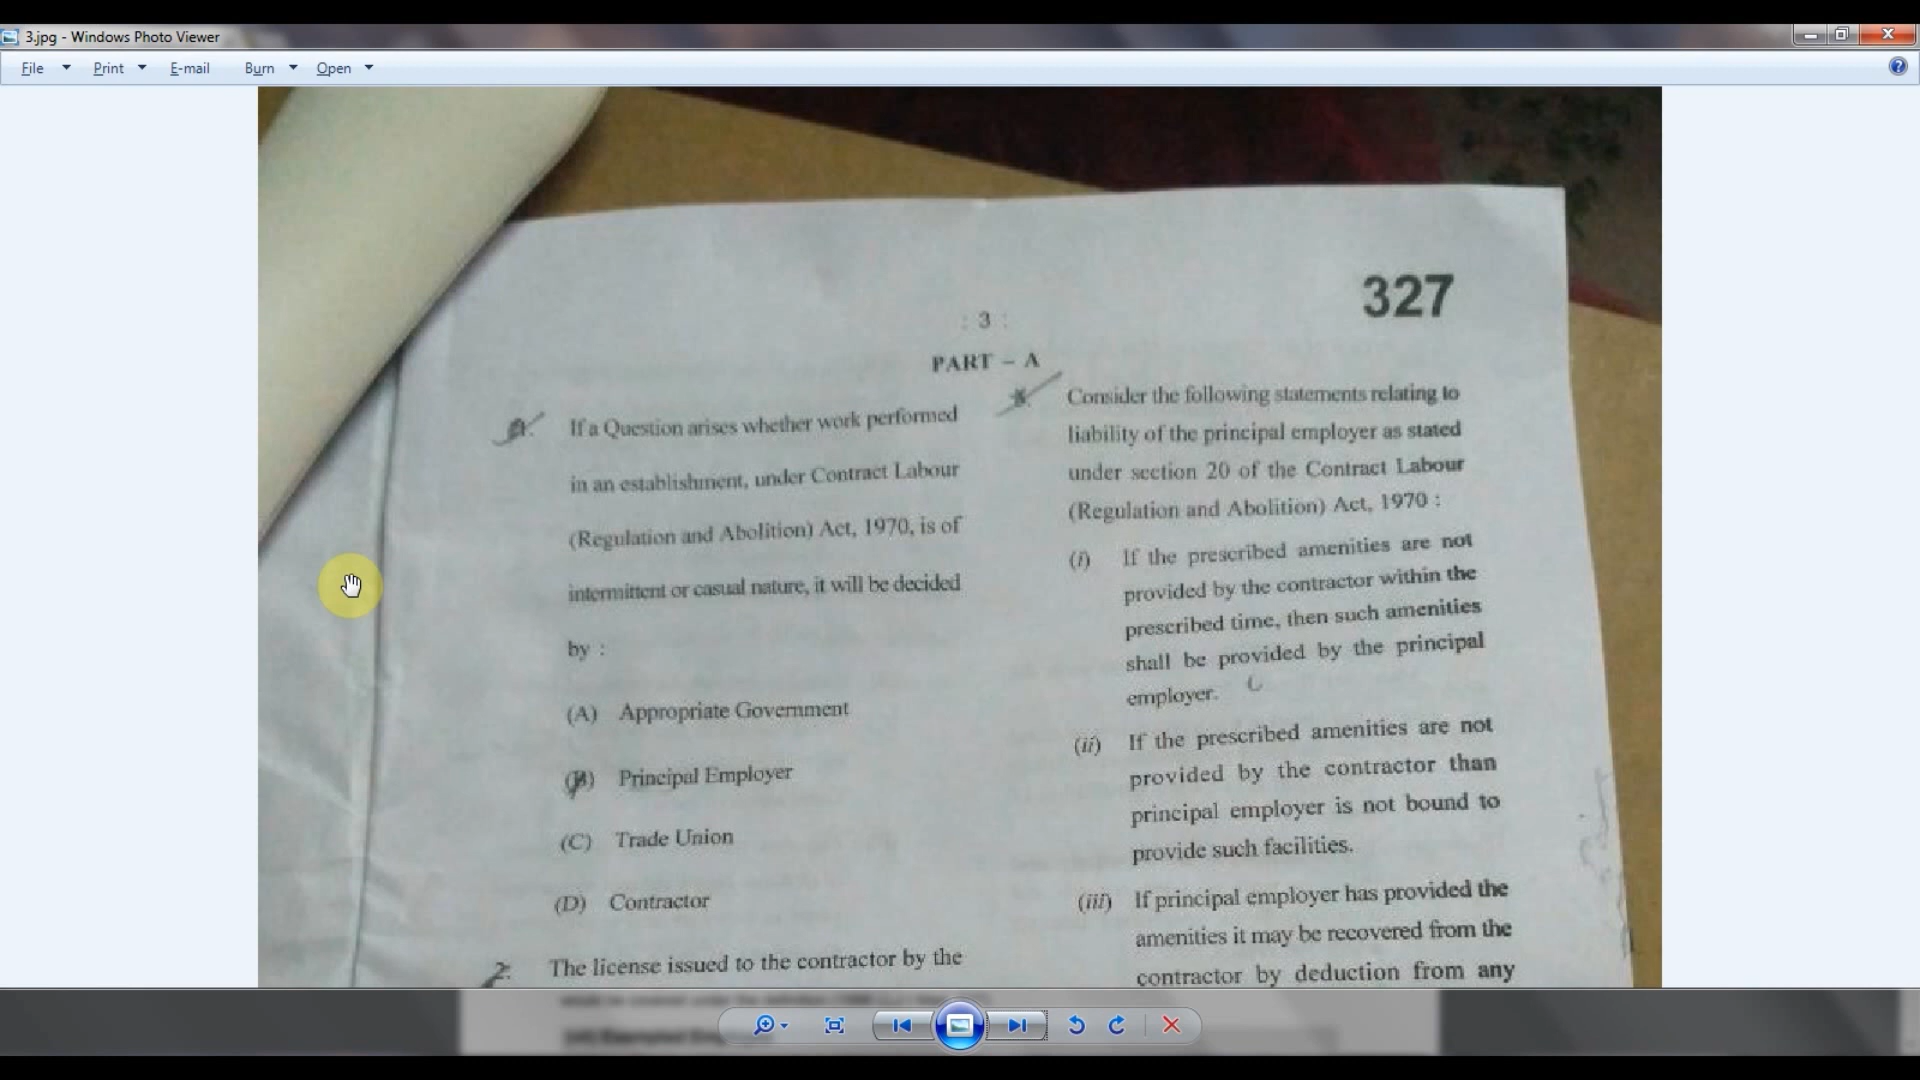 3.jpg - Windows Photo Viewer
File
Print
E-mail
Burn
Open
327
: 3 :
PART – A
If a Question arises whether work performed
in an establishment, under Contract Labour
(Regulation and Abolition) Act, 1970, is of
intermittent or casual nature, it will be decided
by :
(A) Appropriate Government
(B) Principal Employer
(C) Trade Union
(D) Contractor
2. The license issued to the contractor by the
Consider the following statements relating to
liability of the principal employer as stated
under section 20 of the Contract Labour
(Regulation and Abolition) Act, 1970 :
(i) If the prescribed amenities are not
provided by the contractor within the
prescribed time, then such amenities
shall be provided by the principal
employer.
(ii) If the prescribed amenities are not
provided by the contractor than
principal employer is not bound to
provide such facilities.
(iii) If principal employer has provided the
amenities it may be recovered from the
contractor by deduction from any